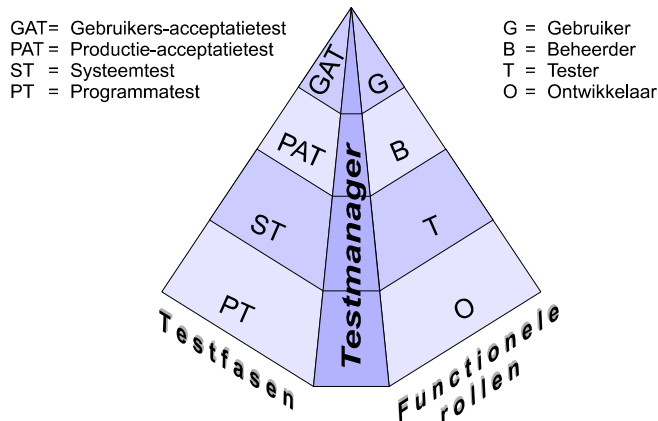 GAT= Gebruikers-acceptatietest
PAT = Productie-acceptatietest
ST = Systeemtest
PT = Programmatest
G = Gebruiker
B = Beheerder
T = Tester
O = Ontwikkelaar
GAT
G
PAT
B
ST
T
PT
O
Testmanager
Testfasen
Functionele
rollen